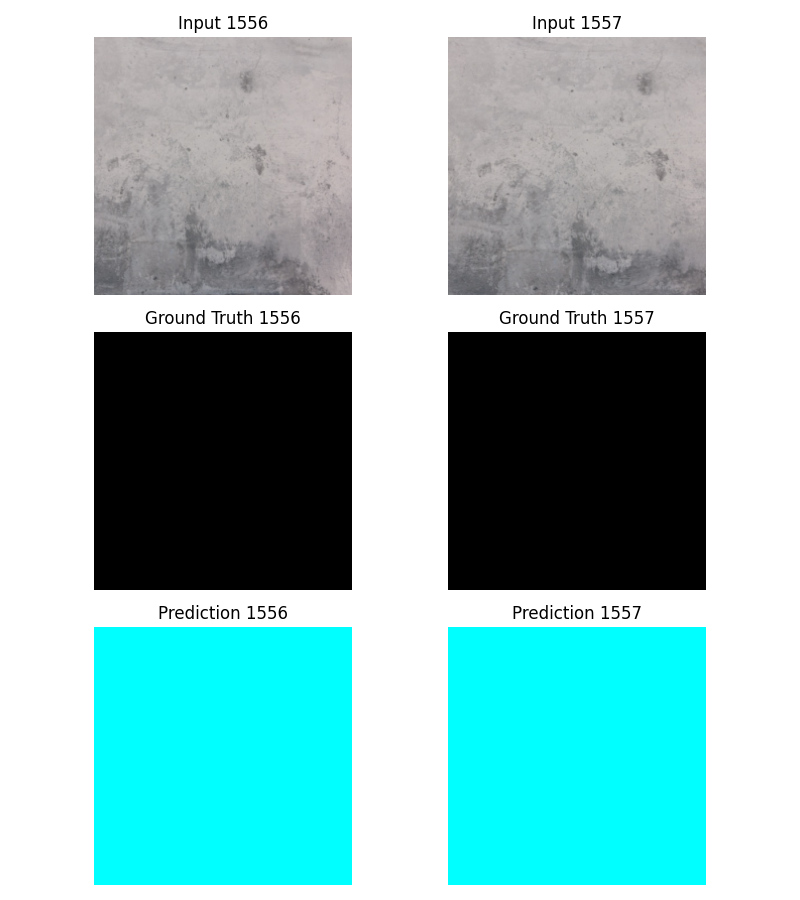 Input 1556
Input 1557
Ground Truth 1556
Ground Truth 1557
Prediction 1556
Prediction 1557